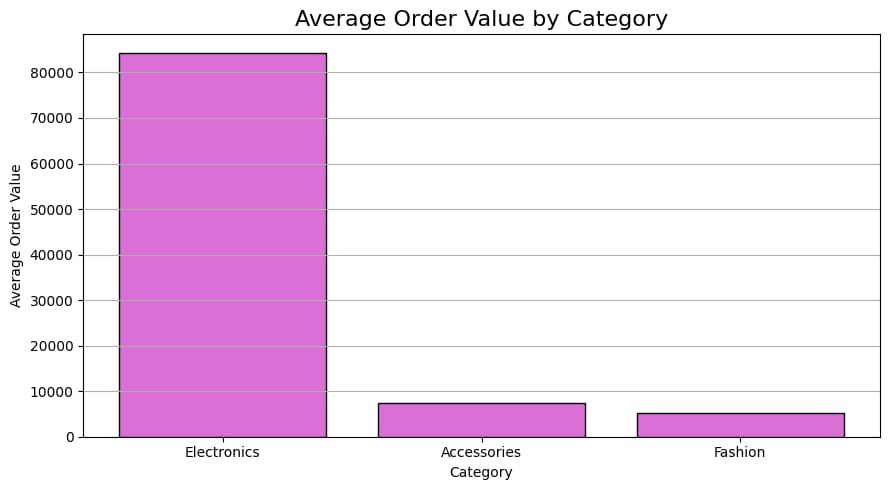 Average Order Value by Category
Average Order Value
80000
70000
60000
50000
40000
30000
20000
10000
0
Electronics Accessories Fashion
Category